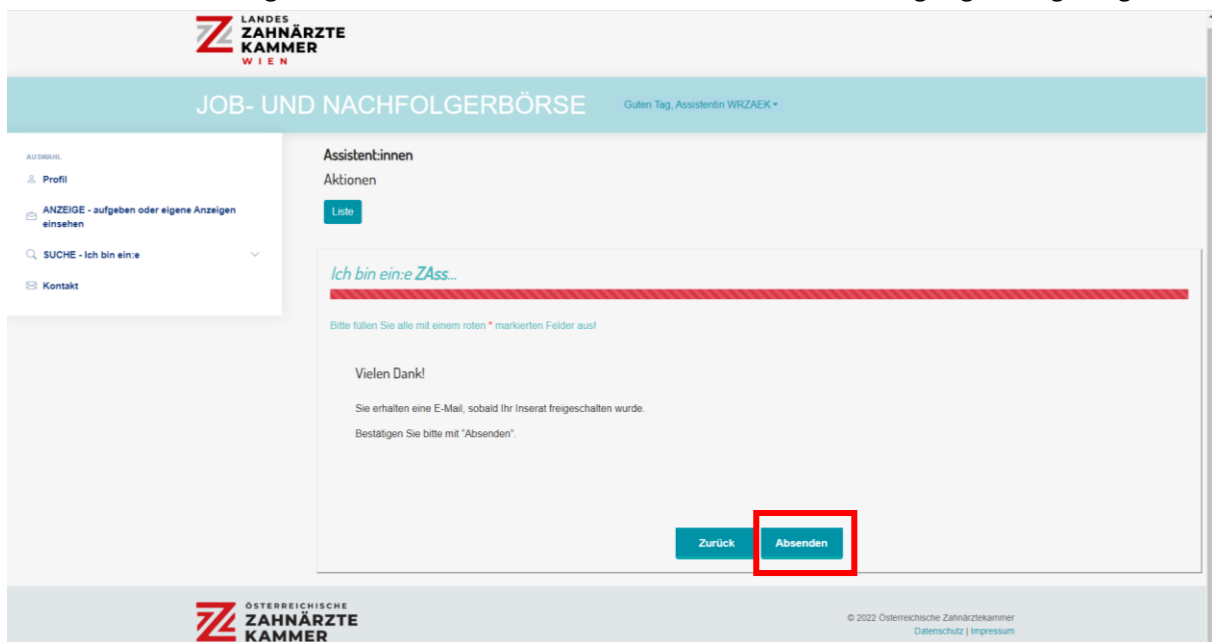 LANDES
ZAHNÄRZTE
KAMMER
WIEN
JOB- UND NACHFOLGERBÖRSE
Guten Tag, Assistentin WRZAEK
AUSWAHL
Profil
ANZEIGE - aufgeben oder eigene Anzeigen
einsehen
SUCHE - Ich bin ein:e
Kontakt
Assistent:innen
Aktionen
Liste
Ich bin ein:e ZAss...
Bitte füllen Sie alle mit einem roten * markierten Felder aus!
Vielen Dank!
Sie erhalten eine E-Mail, sobald Ihr Inserat freigeschalten wurde.
Bestätigen Sie bitte mit "Absenden".
Zurück
Absenden
ÖSTERREICHISCHE
ZAHNÄRZTE
KAMMER
© 2022 Österreichische Zahnärztekammer
Datenschutz | Impressum